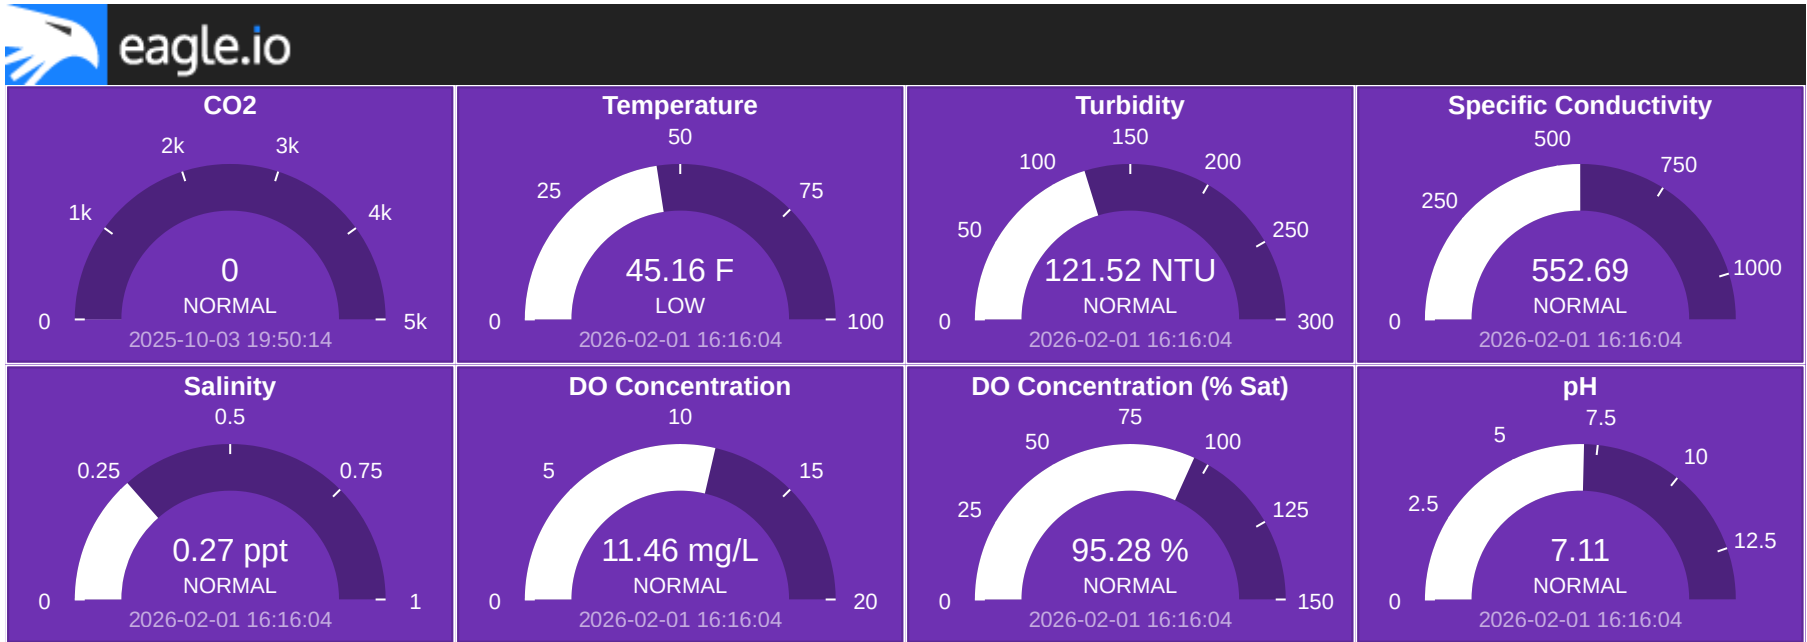 eagle.io
CO2
2k
3k
1k
4k
0
5k
0
NORMAL
2025-10-03 19:50:14
Temperature
50
25
75
0
100
45.16 F
LOW
2026-02-01 16:16:04
Turbidity
150
100
200
50
250
0
300
121.52 NTU
NORMAL
2026-02-01 16:16:04
Specific Conductivity
500
750
250
1000
0
552.69
NORMAL
2026-02-01 16:16:04
Salinity
0.5
0.25
0.75
0
1
0.27 ppt
NORMAL
2026-02-01 16:16:04
DO Concentration
10
5
15
0
20
11.46 mg/L
NORMAL
2026-02-01 16:16:04
DO Concentration (% Sat)
75
50
100
25
125
0
150
95.28 %
NORMAL
2026-02-01 16:16:04
pH
7.5
5
10
2.5
12.5
0
7.11
NORMAL
2026-02-01 16:16:04